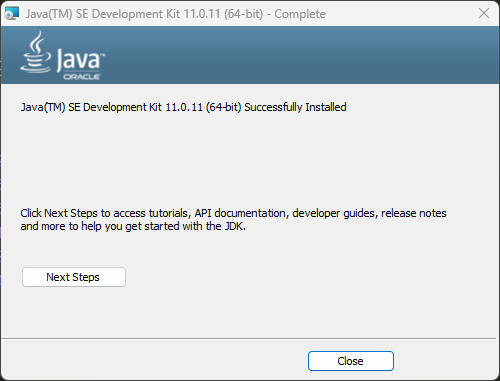 Java(TM) SE Development Kit 11.0.11 (64-bit) - Complete
Java™
ORACLE
Java(TM) SE Development Kit 11.0.11 (64-bit) Successfully Installed
Click Next Steps to access tutorials, API documentation, developer guides, release notes
and more to help you get started with the JDK.
Next Steps
Close